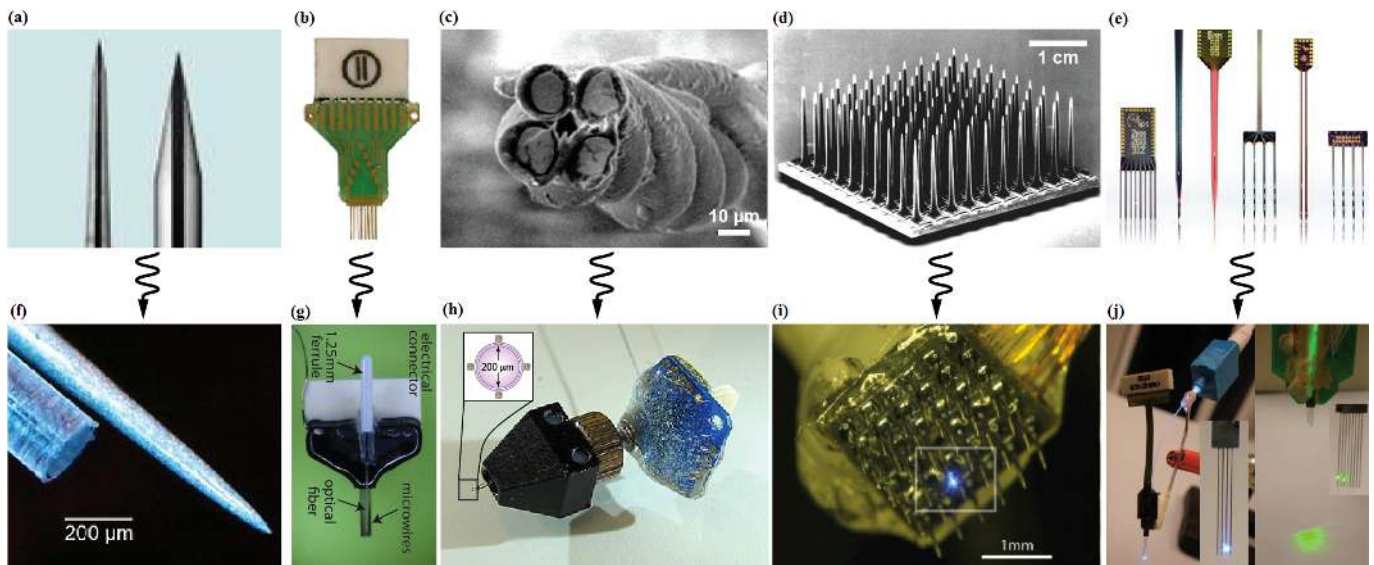 (a)
(b)
(c)
(d)
(e)
10 µm
1 cm
(f)
(g)
(h)
(i)
(j)
200 µm
electrical
connector
1.25mm
ferrule
microwires
optical
fiber
200 µm
1mm